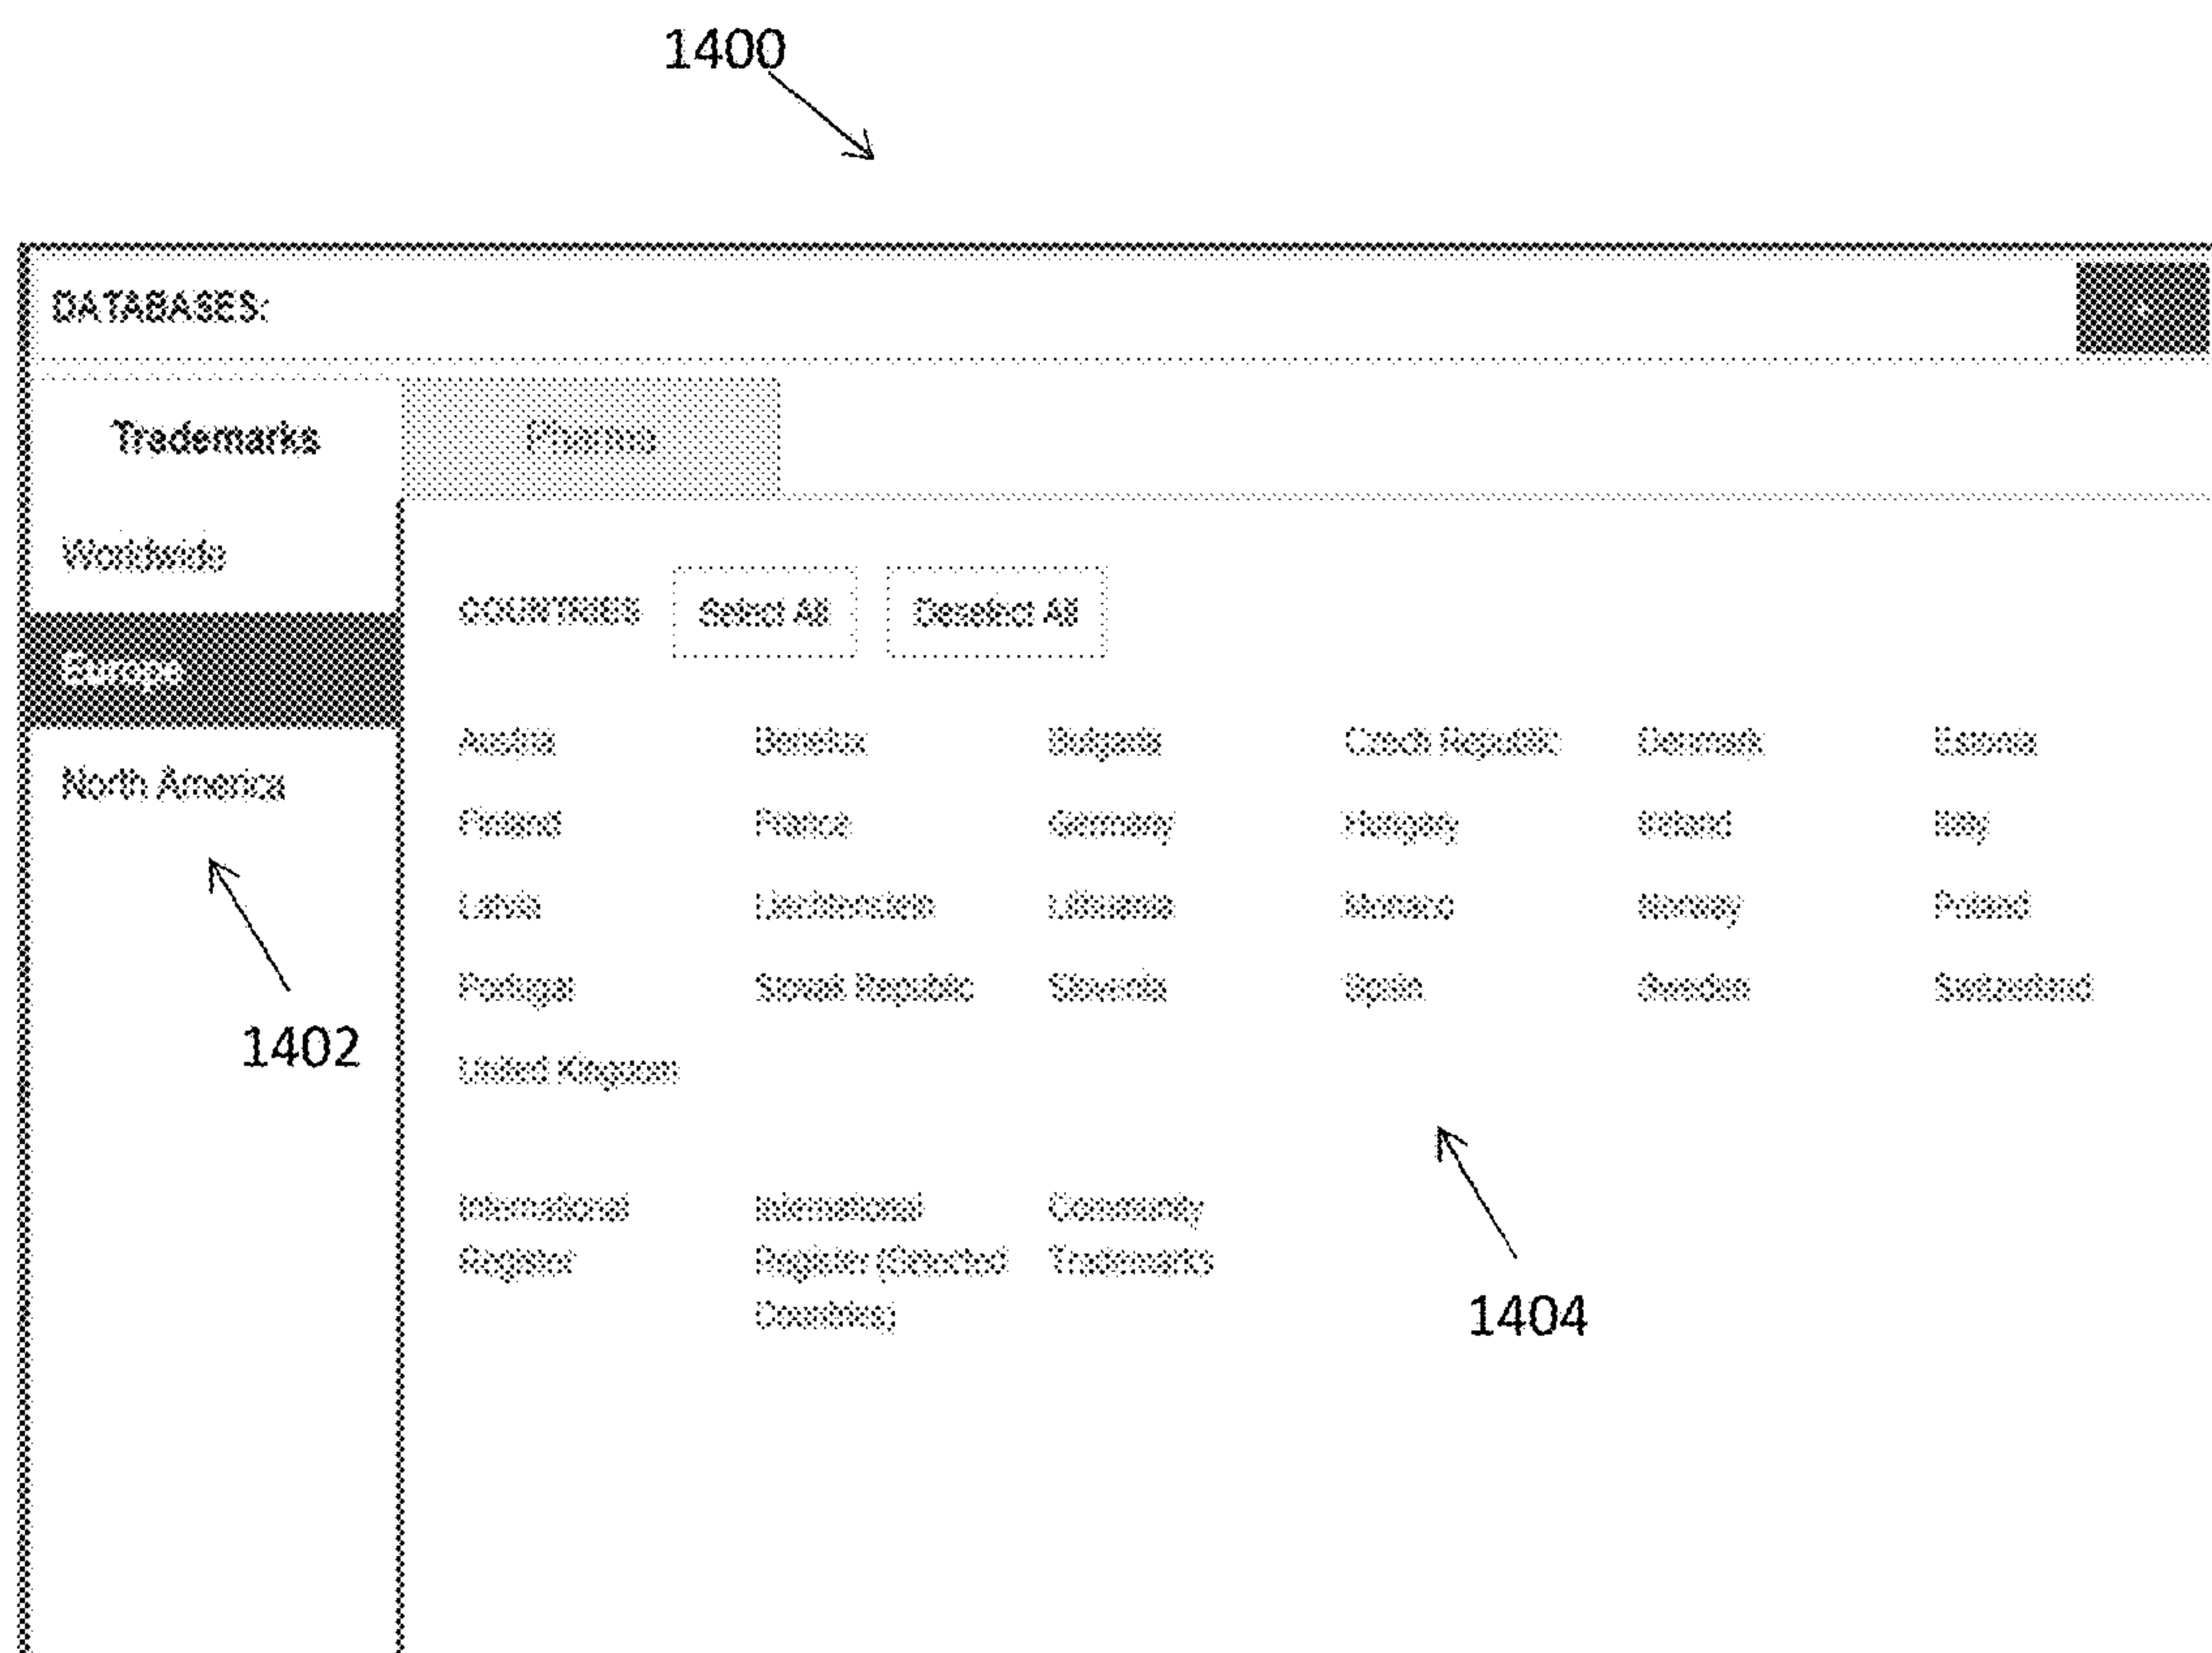 1400
DATABASES:
Trademarks Pharma
Worldwide
Europe
North America
1402
COUNTRIES Select All Deselect All
Austria Benelux Bulgaria Czech Republic Denmark Estonia
Finland France Germany Hungary Ireland Italy
Latvia Liechtenstein Lithuania Monaco Norway Poland
Portugal Slovak Republic Slovenia Spain Sweden Switzerland
United Kingdom
International International Community
Register Register Trademarks
1404